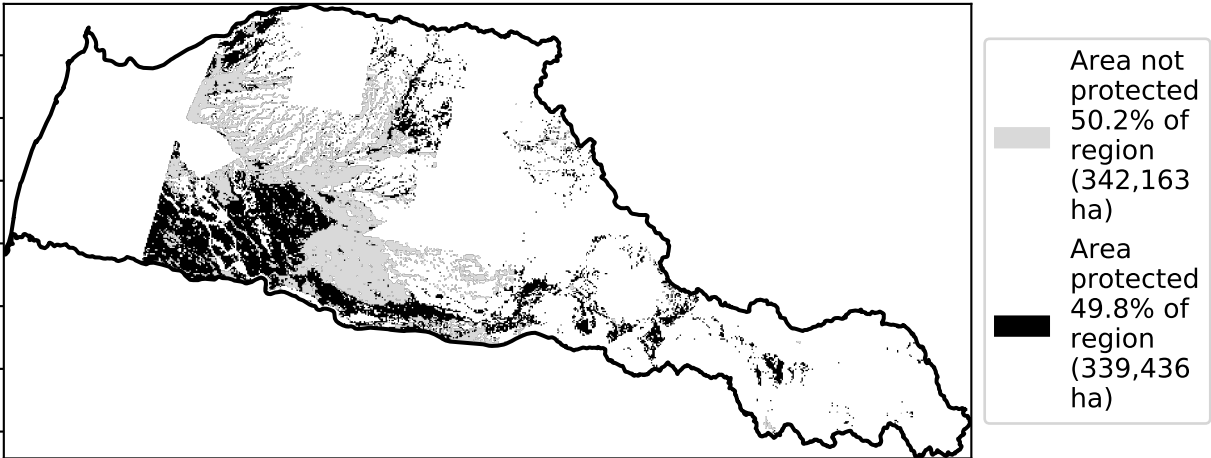 Area not
protected
50.2% of
region
(342,163
ha)
Area
protected
49.8% of
region
(339,436
ha)